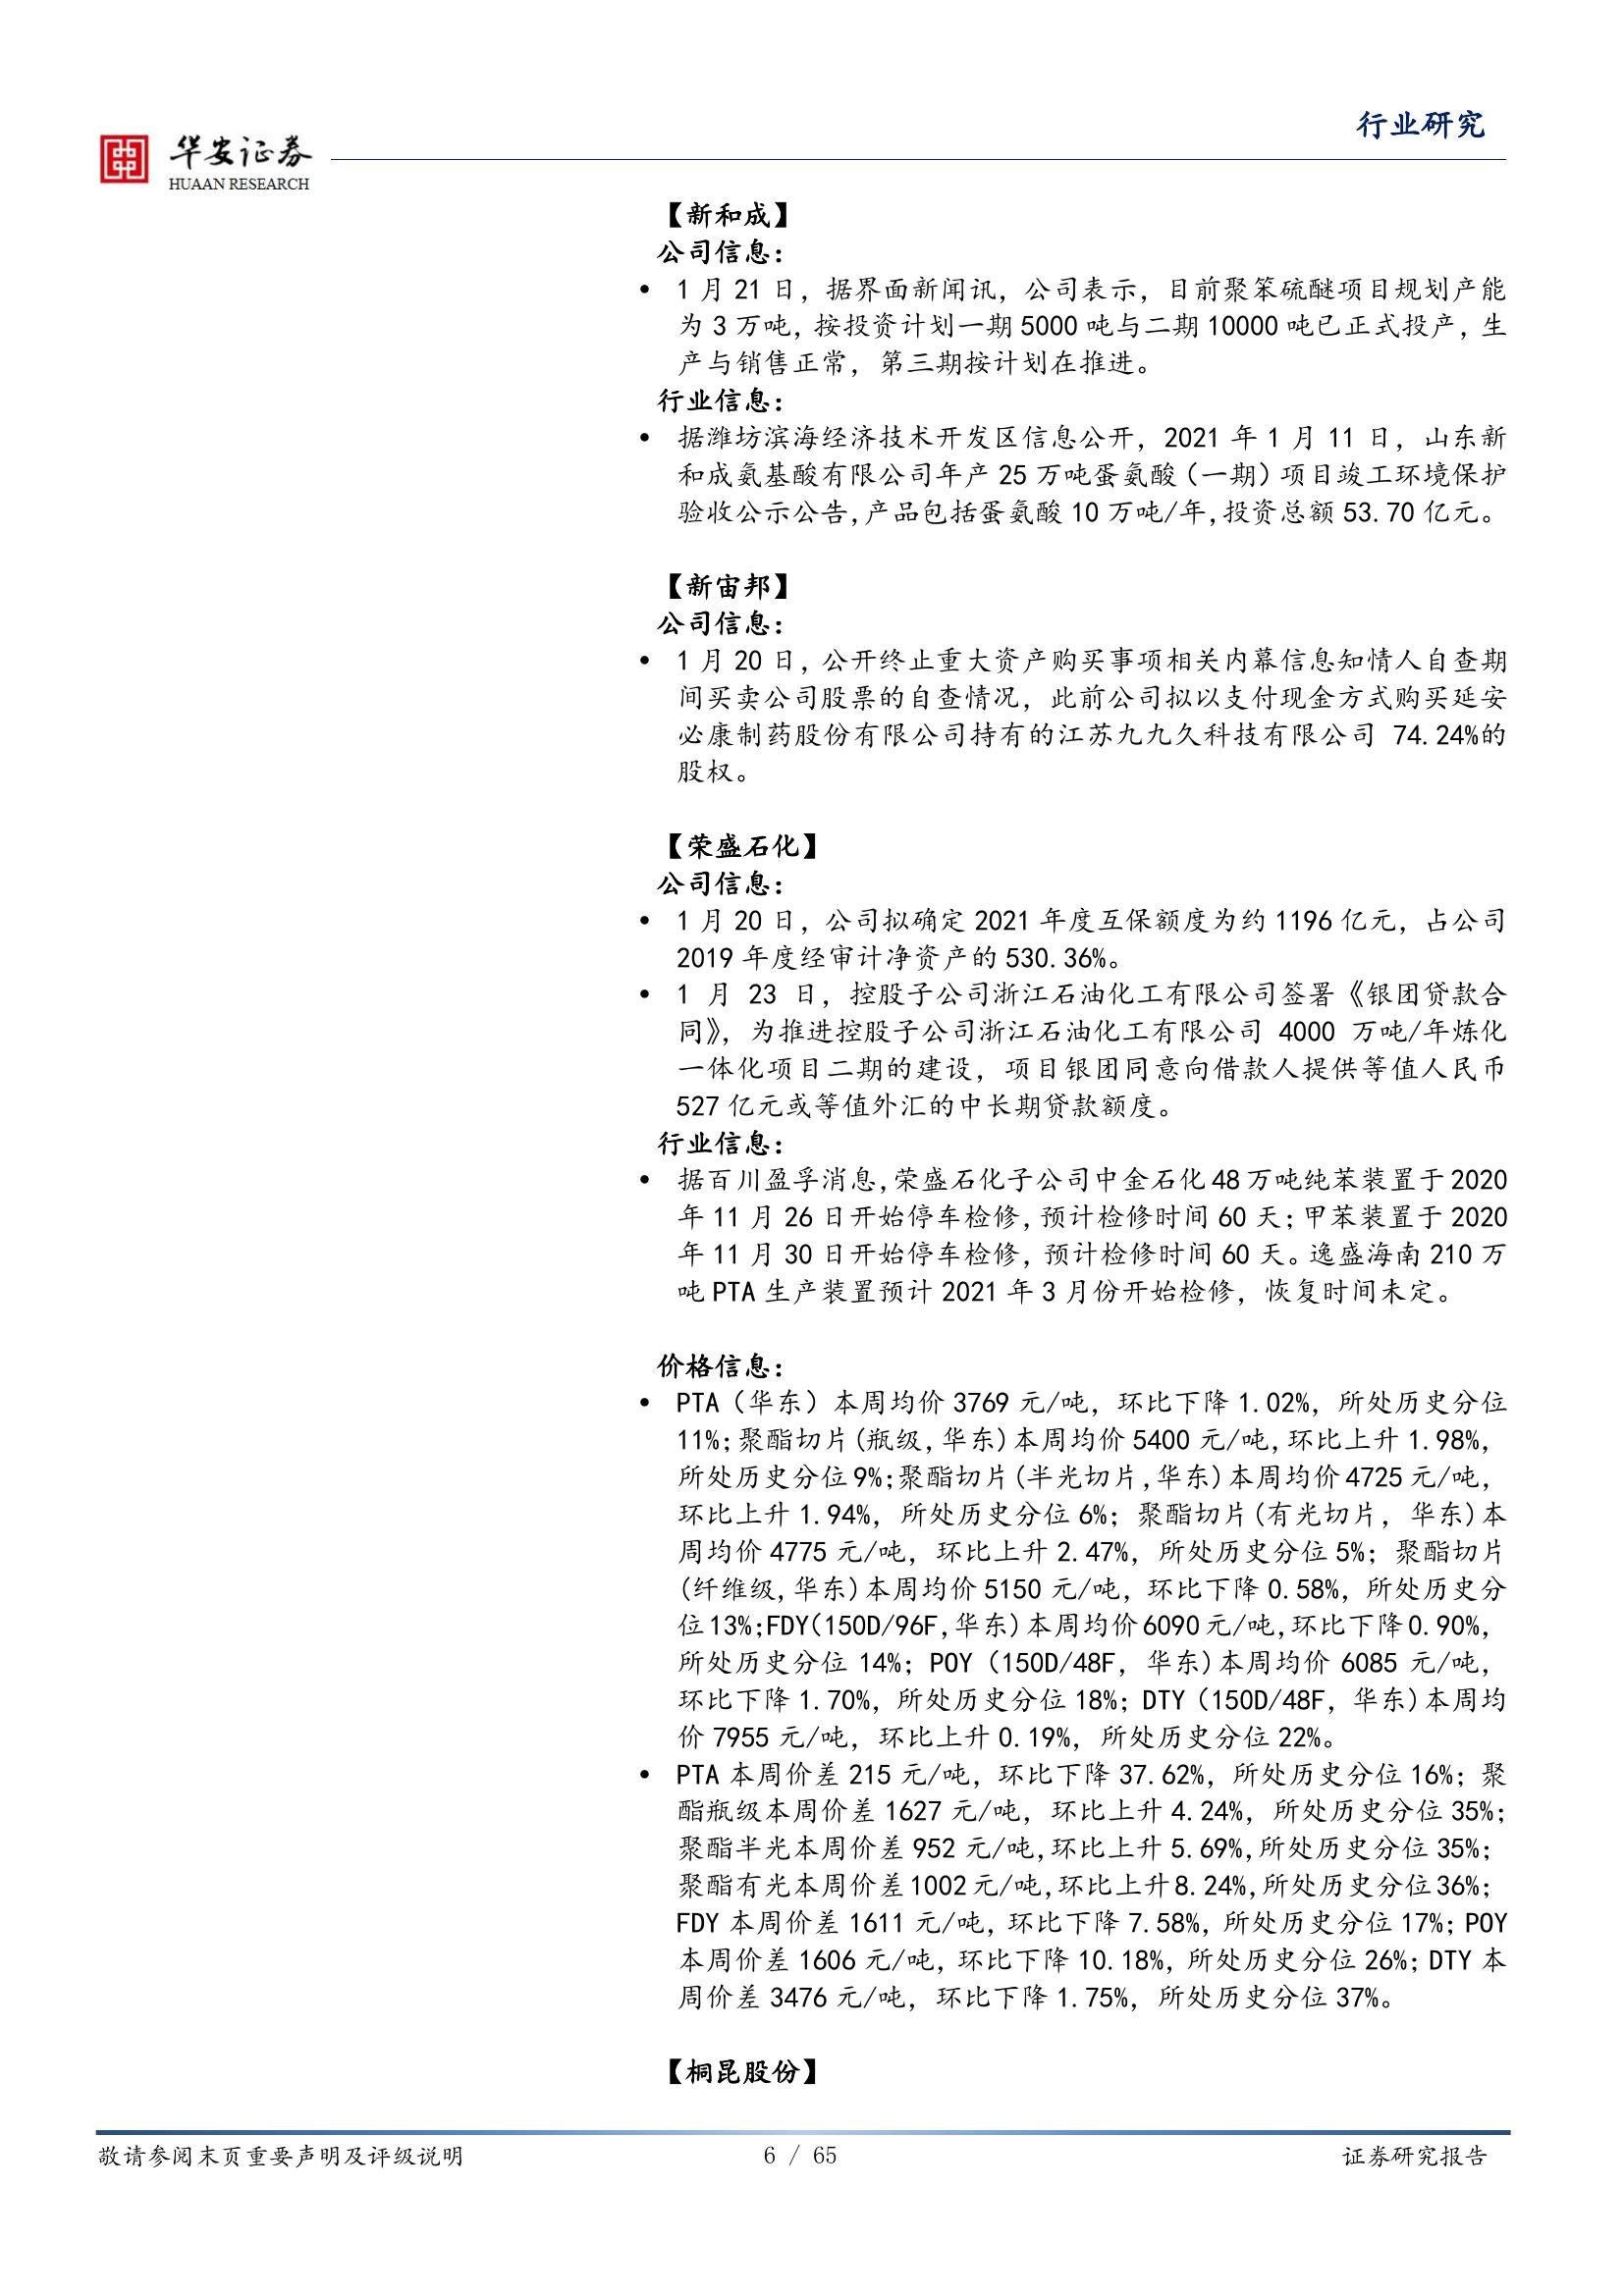 行业研究
华安证券
HUAAN RESEARCH
【新和成】
公司信息：
• 1 月 21 日，据界面新闻讯，公司表示，目前聚笨硫醚项目规划产能
为 3 万吨，按投资计划一期 5000 吨与二期 10000 吨已正式投产，生
产与销售正常，第三期按计划在推进。
行业信息：
• 据潍坊滨海经济技术开发区信息公开，2021 年 1 月 11 日，山东新
和成氨基酸有限公司年产 25 万吨蛋氨酸（一期）项目竣工环境保护
验收公示公告,产品包括蛋氨酸 10 万吨/年,投资总额 53.70 亿元。
【新宙邦】
公司信息：
• 1 月 20 日，公开终止重大资产购买事项相关内幕信息知情人自查期
间买卖公司股票的自查情况，此前公司拟以支付现金方式购买延安
必康制药股份有限公司持有的江苏九九久科技有限公司 74.24%的
股权。
【荣盛石化】
公司信息：
• 1 月 20 日，公司拟确定 2021 年度互保额度为约 1196 亿元，占公司
2019 年度经审计净资产的 530.36%。
• 1 月 23 日，控股子公司浙江石油化工有限公司签署《银团贷款合
同》，为推进控股子公司浙江石油化工有限公司 4000 万吨/年炼化
一体化项目二期的建设，项目银团同意向借款人提供等值人民币
527 亿元或等值外汇的中长期贷款额度。
行业信息：
• 据百川盈孚消息,荣盛石化子公司中金石化 48 万吨纯苯装置于 2020
年 11 月 26 日开始停车检修，预计检修时间 60 天；甲苯装置于 2020
年 11 月 30 日开始停车检修，预计检修时间 60 天。逸盛海南 210 万
吨 PTA 生产装置预计 2021 年 3 月份开始检修，恢复时间未定。
价格信息：
• PTA（华东）本周均价 3769 元/吨，环比下降 1.02%，所处历史分位
11%；聚酯切片(瓶级,华东)本周均价 5400 元/吨,环比上升 1.98%，
所处历史分位 9%;聚酯切片(半光切片,华东)本周均价 4725 元/吨，
环比上升 1.94%，所处历史分位 6%；聚酯切片(有光切片，华东)本
周均价 4775 元/吨，环比上升 2.47%，所处历史分位 5%；聚酯切片
(纤维级,华东)本周均价 5150 元/吨，环比下降 0.58%，所处历史分
位 13%;FDY(150D/96F,华东)本周均价 6090 元/吨,环比下降 0.90%，
所处历史分位 14%；POY（150D/48F，华东)本周均价 6085 元/吨，
环比下降 1.70%，所处历史分位 18%；DTY（150D/48F，华东)本周均
价 7955 元/吨，环比上升 0.19%，所处历史分位 22%。
• PTA 本周价差 215 元/吨，环比下降 37.62%，所处历史分位 16%；聚
酯瓶级本周价差 1627 元/吨，环比上升 4.24%，所处历史分位 35%；
聚酯半光本周价差 952 元/吨,环比上升 5.69%,所处历史分位 35%；
聚酯有光本周价差 1002 元/吨,环比上升 8.24%,所处历史分位 36%；
FDY 本周价差 1611 元/吨，环比下降 7.58%，所处历史分位 17%；POY
本周价差 1606 元/吨，环比下降 10.18%，所处历史分位 26%；DTY 本
周价差 3476 元/吨，环比下降 1.75%，所处历史分位 37%。
【桐昆股份】
敬请参阅末页重要声明及评级说明 6 / 65 证券研究报告